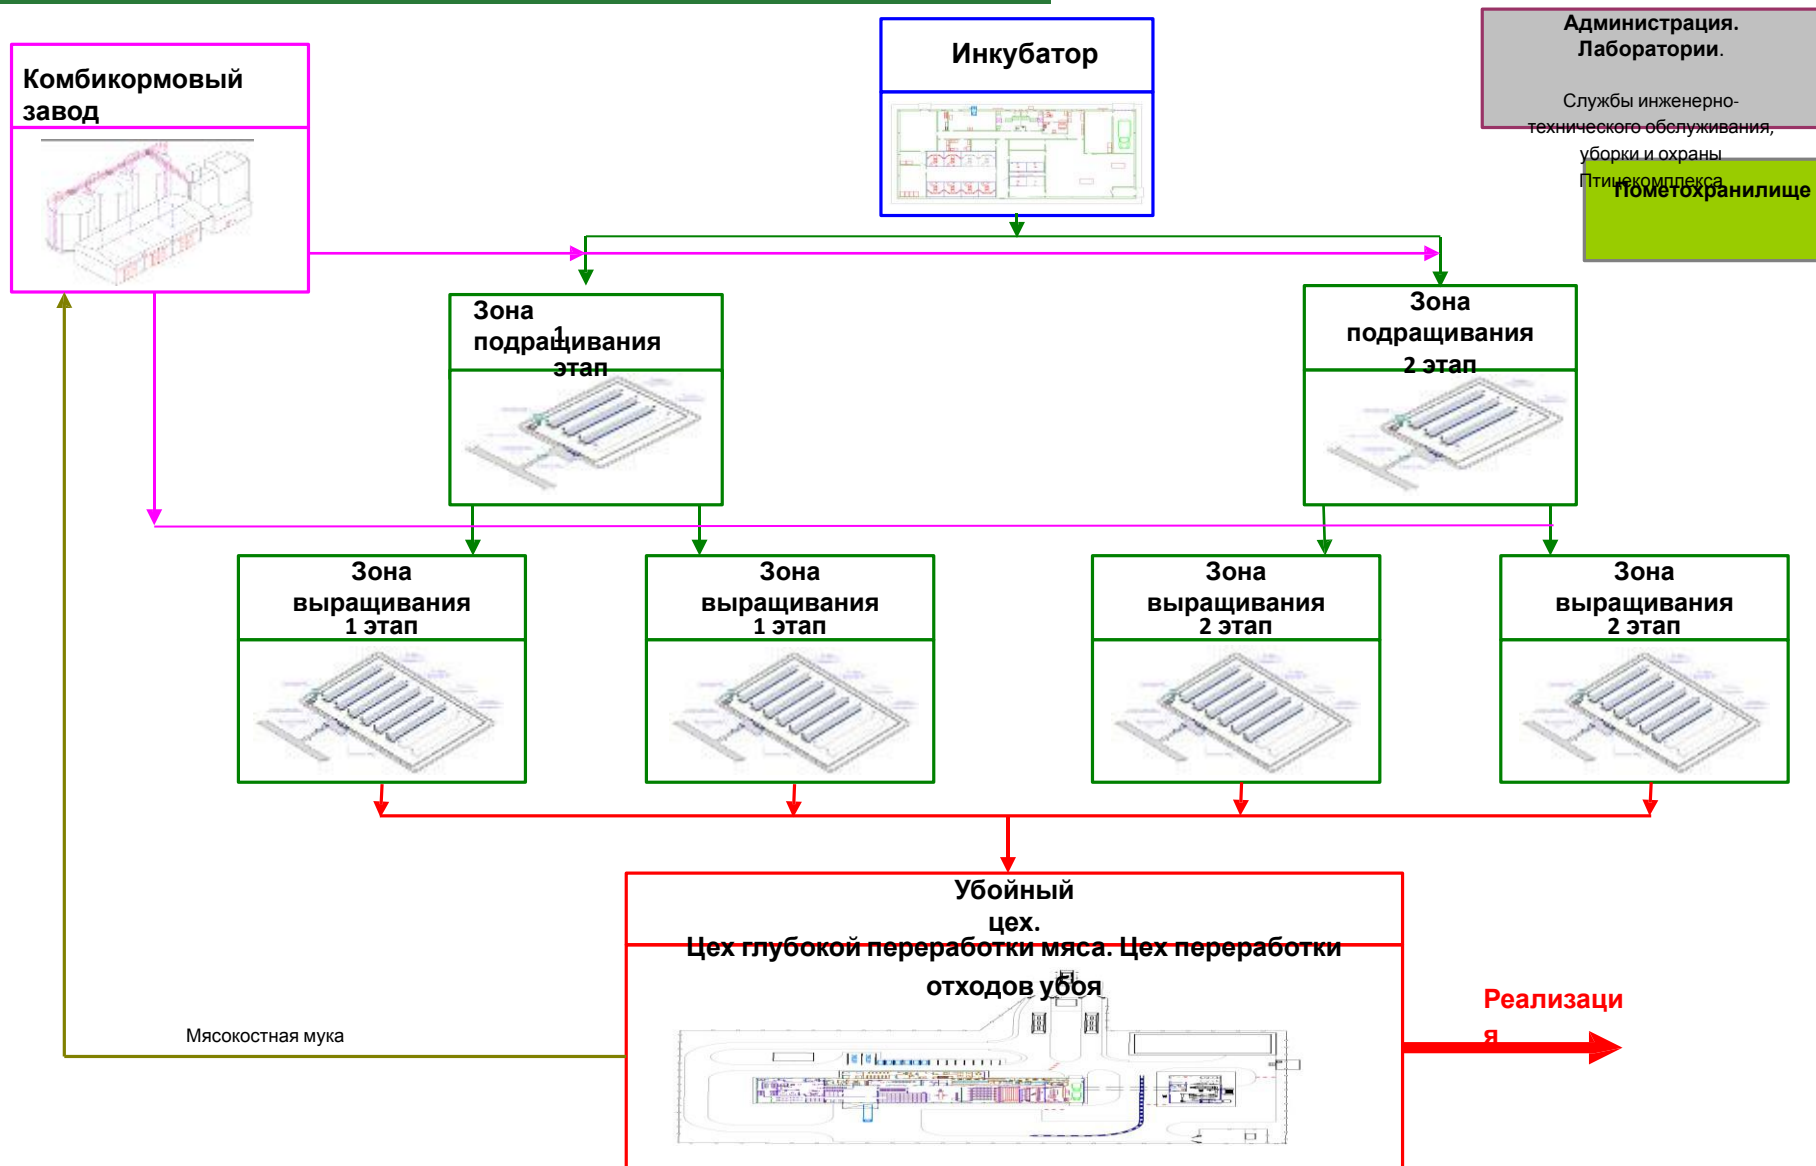 Администрация.
Лаборатории.
Службы инженерно-
технического обслуживания,
уборки и охраны
Птицекомплекса
Пометохранилище
Инкубатор
Комбикормовый
завод
Зона
подращивания
1
этап
Зона
подращивания
2 этап
Зона
выращивания
1 этап
Зона
выращивания
1 этап
Зона
выращивания
2 этап
Зона
выращивания
2 этап
Убойный
цех.
Цех глубокой переработки мяса. Цех переработки
отходов убоя
Реализаци
я
Мясокостная мука